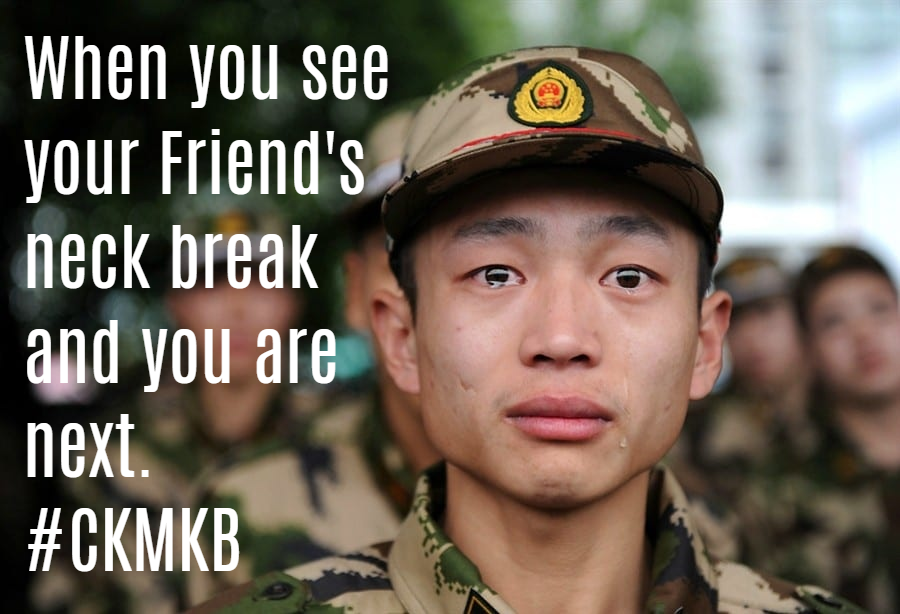 When you see
your Friend's
neck break
and you are
next.
#CKMKB